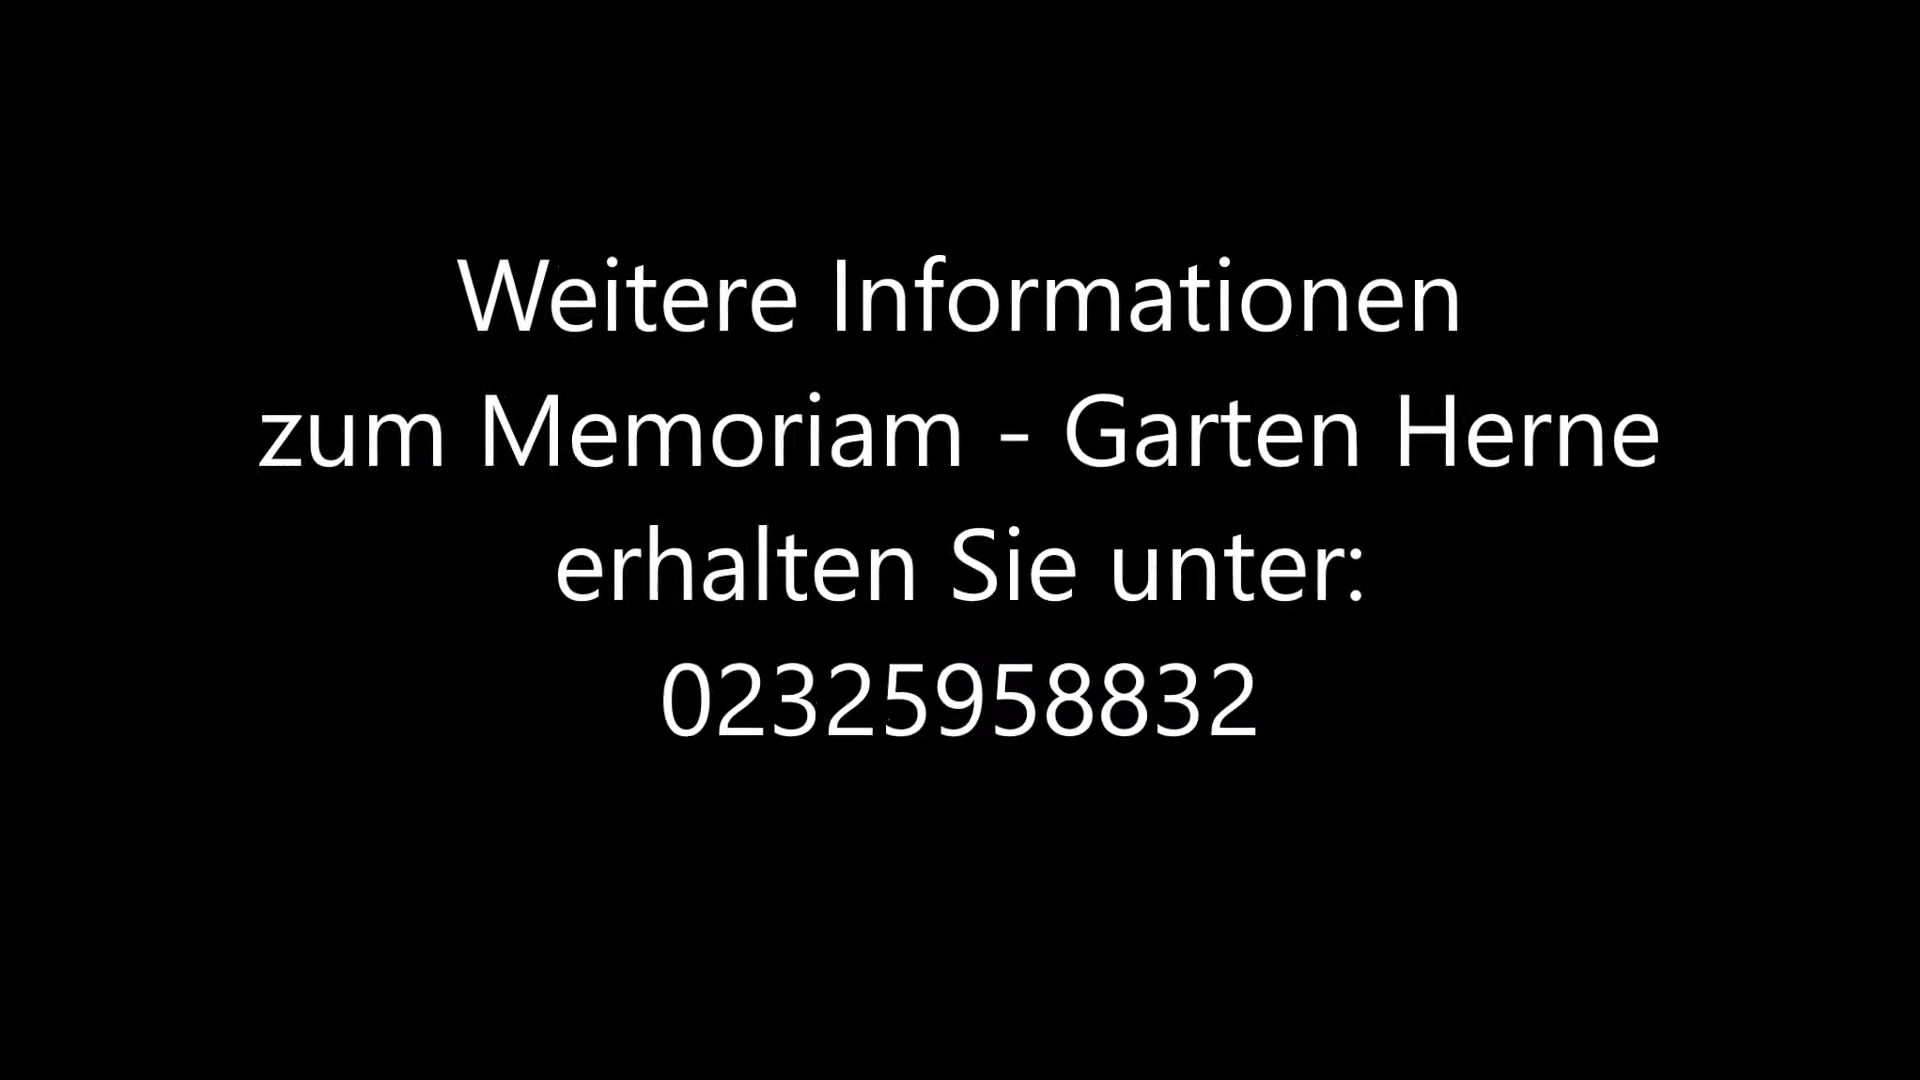 Weitere Informationen
zum Memoriam - Garten Herne
erhalten Sie unter:
02325958832